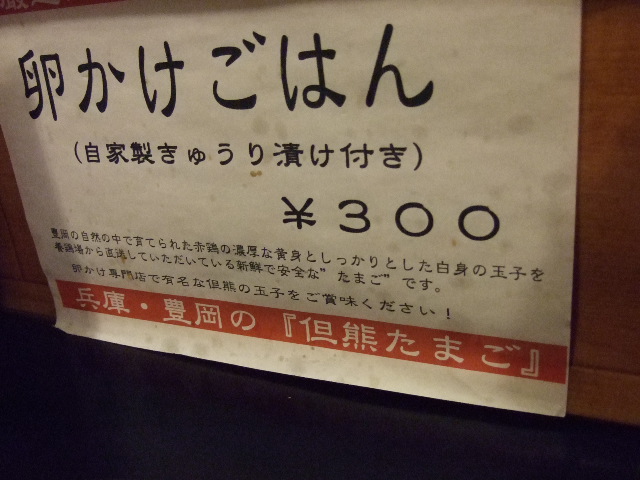 卵かけごはん
(自家製きゅうり漬け付き)
¥300
豊岡の自然の中で育てられた赤鶏の濃厚な黄身としっかりとした白身の玉子を
養鶏場から直送していただいている新鮮で安全な”たまご”です。
卵かけ専門店で有名な但熊の玉子をご賞味ください!
兵庫・豊岡の『但熊たまご』